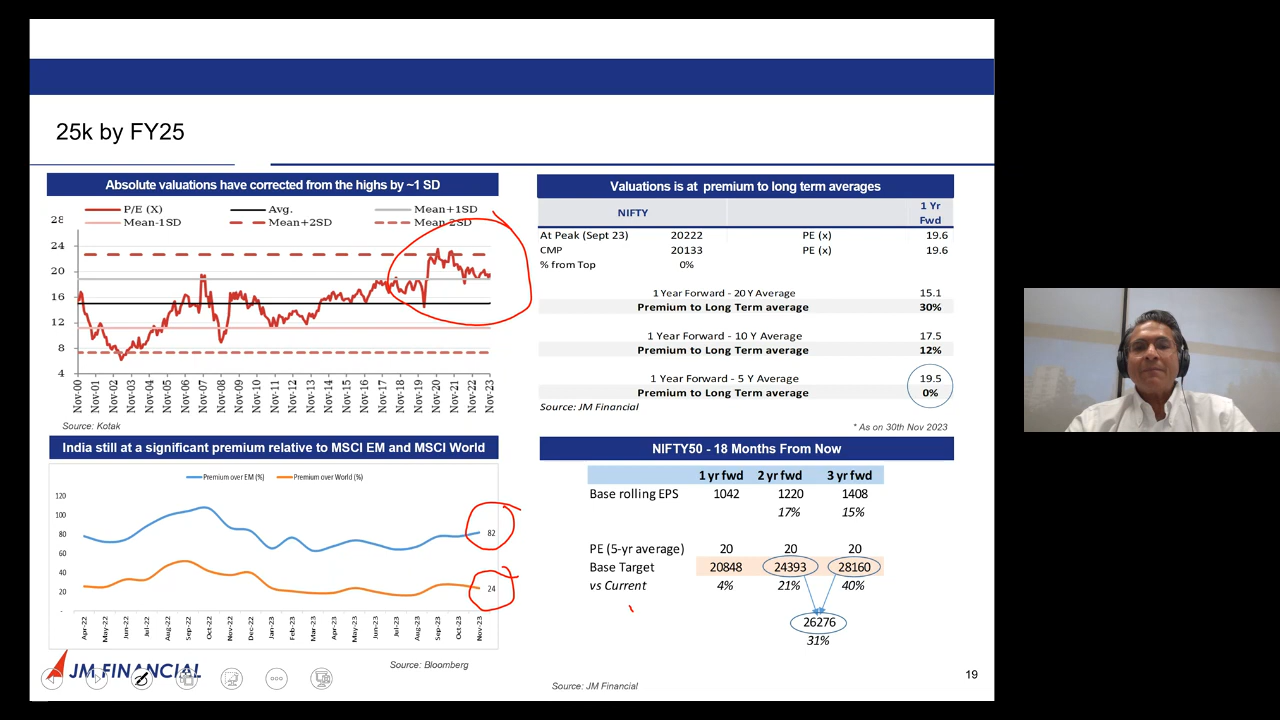 25k by FY25
Absolute valuations have corrected from the highs by ~1 SD
P/E (X) Avg. Mean+1SD
Mean-1SD Mean+2SD Mean-2SD
28
24
20
16
12
8
4
Nov-00 Nov-01 Nov-02 Nov-03 Nov-04 Nov-05 Nov-06 Nov-07 Nov-08 Nov-09 Nov-10 Nov-11 Nov-12 Nov-13 Nov-14 Nov-15 Nov-16 Nov-17 Nov-18 Nov-19 Nov-20 Nov-21 Nov-22 Nov-23
Source: Kotak
Valuations is at premium to long term averages
NIFTY 1 Yr Fwd
At Peak (Sept 23) 20222 PE (x) 19.6
CMP 20133 PE (x) 19.6
% from Top 0%
1 Year Forward - 20 Y Average 15.1
Premium to Long Term average 30%
1 Year Forward - 10 Y Average 17.5
Premium to Long Term average 12%
1 Year Forward - 5 Y Average 19.5
Premium to Long Term average 0%
Source: JM Financial
* As on 30th Nov 2023
India still at a significant premium relative to MSCI EM and MSCI World
Premium over EM (%) Premium over World (%)
120
100
80
60
40
20
-
82
24
Apr-22 May-22 Jun-22 Jul-22 Aug-22 Sep-22 Oct-22 Nov-22 Dec-22 Jan-23 Feb-23 Mar-23 Apr-23 May-23 Jun-23 Jul-23 Aug-23 Sep-23 Oct-23 Nov-23
Source: Bloomberg
JM FINANCIAL
NIFTY50 - 18 Months From Now
1 yr fwd 2 yr fwd 3 yr fwd
Base rolling EPS 1042 1220 1408
17% 15%
PE (5-yr average) 20 20 20
Base Target 20848 24393 28160
vs Current 4% 21% 40%
26276
31%
Source: JM Financial
19